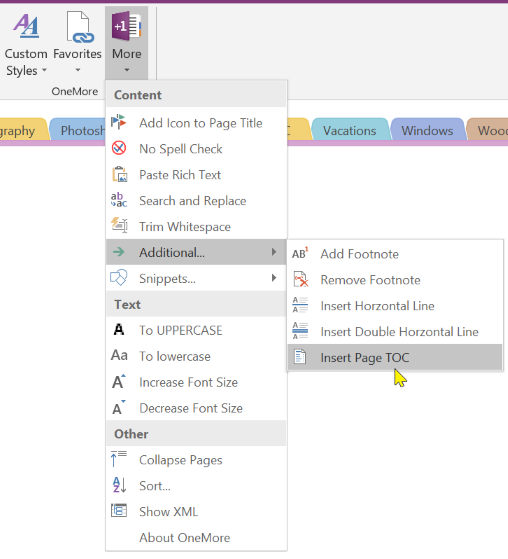 Custom
Styles
Favorites
More
OneMore
Content
graphy
Photosh
C
Vacations
Windows
Wood
Add Icon to Page Title
No Spell Check
Paste Rich Text
Search and Replace
Trim Whitespace
Additional...
Snippets...
Add Footnote
Remove Footnote
Insert Horzontal Line
Insert Double Horzontal Line
Insert Page TOC
Text
To UPPERCASE
To lowercase
Increase Font Size
Decrease Font Size
Other
Collapse Pages
Sort...
Show XML
About OneMore